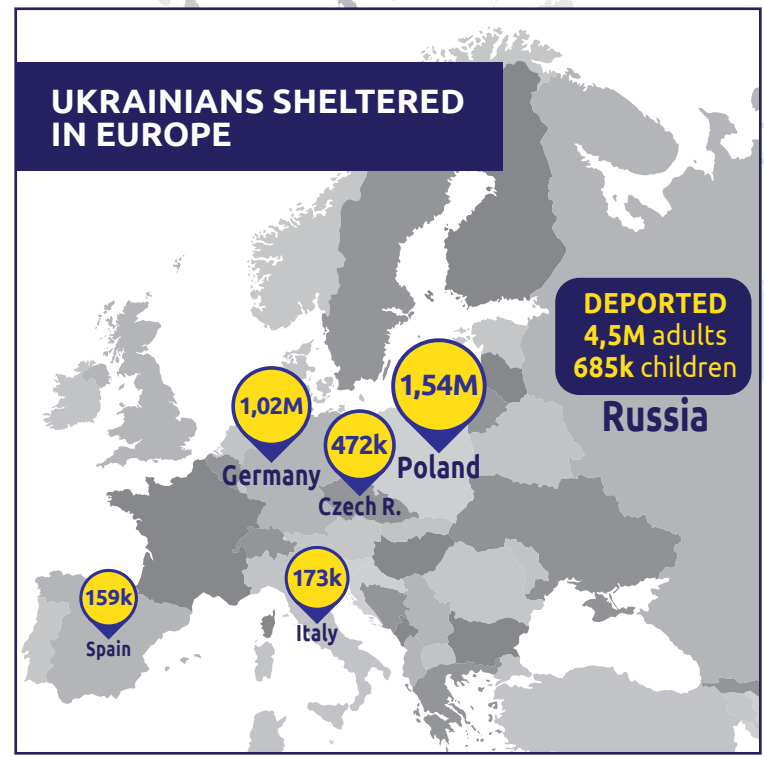 UKRAINIANS SHELTERED
IN EUROPE
DEPORTED
4,5M adults
685k children
Russia
1,54M
Poland
1,02M
Germany
472k
Czech R.
173k
Italy
159k
Spain